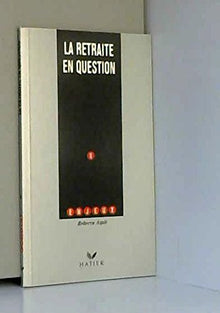 LA RETRAITE
EN QUESTION
ENJEUX
HATIER